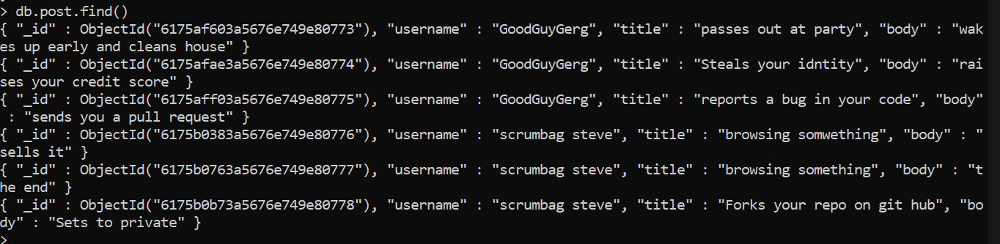 > db.post.find()
{ "_id" : ObjectId("6175af603a5676e749e80773"), "username" : "GoodGuyGerg", "title" : "passes out at party", "body" : "wak
es up early and cleans house" }
{ "_id" : ObjectId("6175afae3a5676e749e80774"), "username" : "GoodGuyGerg", "title" : "Steals your idntity", "body" : "rai
ses your credit score" }
{ "_id" : ObjectId("6175aff03a5676e749e80775"), "username" : "GoodGuyGerg", "title" : "reports a bug in your code", "body"
 : "sends you a pull request" }
{ "_id" : ObjectId("6175b0383a5676e749e80776"), "username" : "scrumbag steve", "title" : "browsing somwething", "body" : "
sells it" }
{ "_id" : ObjectId("6175b0763a5676e749e80777"), "username" : "scrumbag steve", "title" : "browsing something", "body" : "t
he end" }
{ "_id" : ObjectId("6175b0b73a5676e749e80778"), "username" : "scrumbag steve", "title" : "Forks your repo on git hub", "bo
dy" : "Sets to private" }
>